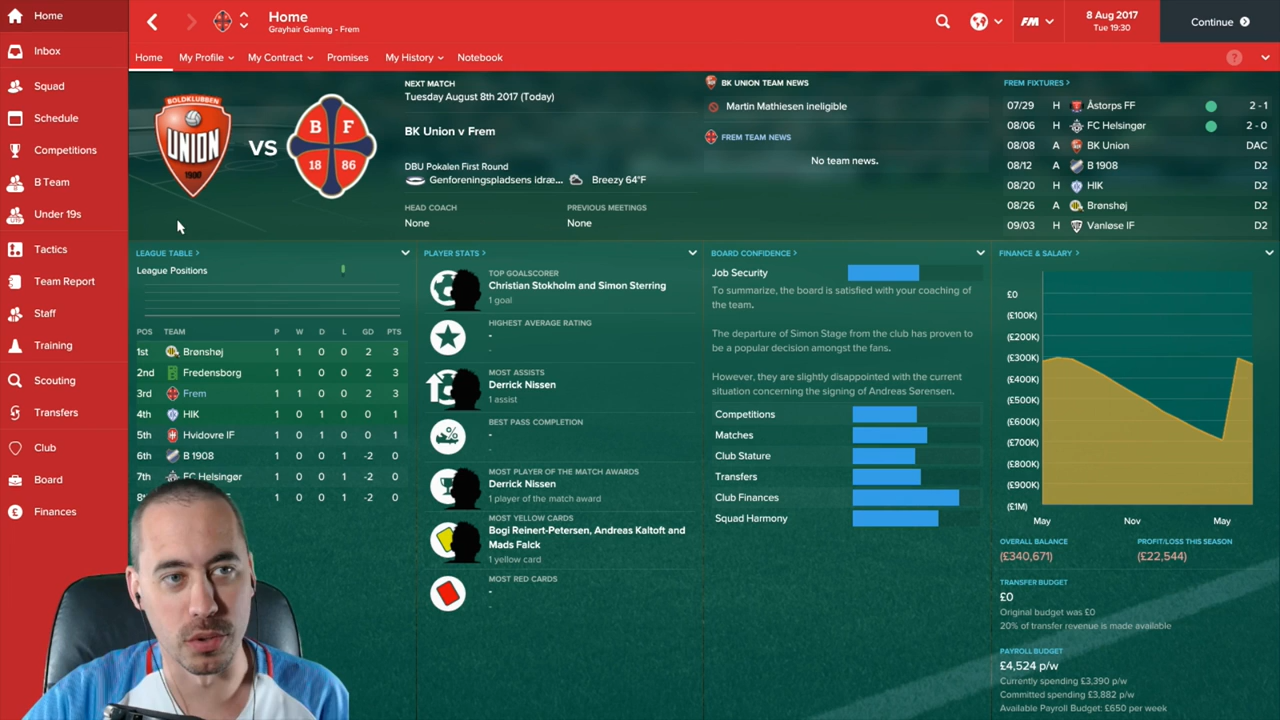 Home
Inbox
Squad
Schedule
Competitions
B Team
Under 19s
Tactics
Team Report
Staff
Training
Scouting
Transfers
Club
Board
Finances
Home
Grayhair Gaming - Frem
FM
8 Aug 2017
Tue 19:30
Continue
Home My Profile My Contract Promises My History Notebook
BOLDKLUBBEN
UNION
1900
VS
B F
18 86
NEXT MATCH
Tuesday August 8th 2017 (Today)
BK Union v Frem
DBU Pokalen First Round
Genforeningspladsens idræ... Breezy 64°F
HEAD COACH PREVIOUS MEETINGS
None None
BK UNION TEAM NEWS
Martin Mathiesen ineligible
FREM TEAM NEWS
No team news.
FREM FIXTURES >
07/29 H Åstorps FF 2 - 1
08/06 H FC Helsingør 2 - 0
08/08 A BK Union DAC
08/12 A B 1908 D2
08/20 H HIK D2
08/26 A Brønshøj D2
09/03 H Vanløse IF D2
LEAGUE TABLE >
League Positions
POS TEAM P W D L GD PTS
1st Brønshøj 1 1 0 0 2 3
2nd Fredensborg 1 1 0 0 2 3
3rd Frem 1 1 0 0 2 3
4th HIK 1 0 1 0 0 1
5th Hvidovre IF 1 0 1 0 0 1
6th B 1908 1 0 0 1 -2 0
7th FC Helsingør 1 0 0 1 -2 0
1 0 0 1 -2 0
PLAYER STATS >
TOP GOALSCORER
Christian Stokholm and Simon Sterring
1 goal
HIGHEST AVERAGE RATING
-
-
MOST ASSISTS
Derrick Nissen
1 assist
BEST PASS COMPLETION
-
-
MOST PLAYER OF THE MATCH AWARDS
Derrick Nissen
1 player of the match award
MOST YELLOW CARDS
Bogi Reinert-Petersen, Andreas Kaltoft and
Mads Falck
1 yellow card
MOST RED CARDS
-
-
BOARD CONFIDENCE >
Job Security
To summarize, the board is satisfied with your coaching of
the team.
The departure of Simon Stage from the club has proven to
be a popular decision amongst the fans.
However, they are slightly disappointed with the current
situation concerning the signing of Andreas Sørensen.
Competitions
Matches
Club Stature
Transfers
Club Finances
Squad Harmony
FINANCE & SALARY >
£0
(£100K)
(£200K)
(£300K)
(£400K)
(£500K)
(£600K)
(£700K)
(£800K)
(£900K)
(£1M)
May Nov May
OVERALL BALANCE PROFIT/LOSS THIS SEASON
(£340,671) (£22,544)
TRANSFER BUDGET
£0
Original budget was £0
20% of transfer revenue is made available
PAYROLL BUDGET
£4,524 p/w
Currently spending £3,390 p/w
Committed spending £3,882 p/w
Available Payroll Budget: £650 per week